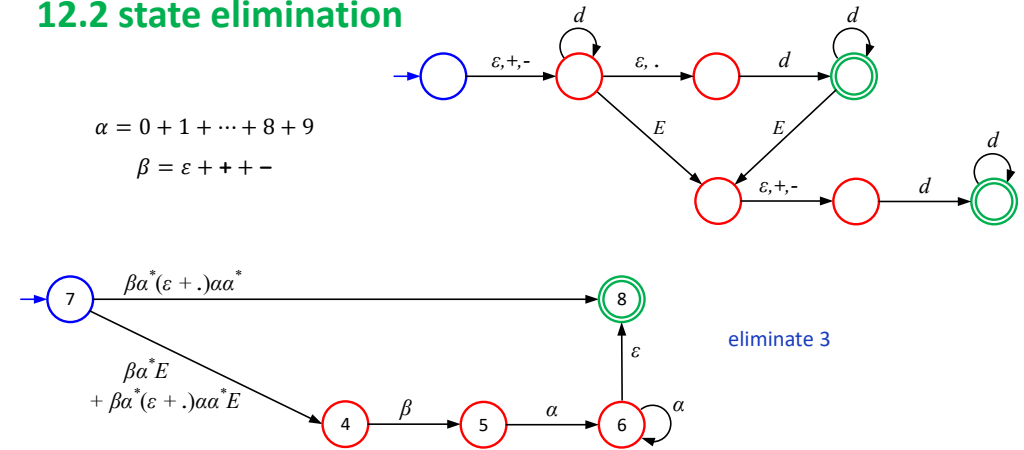 12.2 state elimination
d
d
ε,+,-
ε, .
d
α = 0 + 1 + ⋯ + 8 + 9
E
E
β = ε + + + −
d
ε,+,-
d
βα*(ε + .)αα*
7
8
eliminate 3
ε
βα*E
+ βα*(ε + .)αα*E
β
α
α
4
5
6